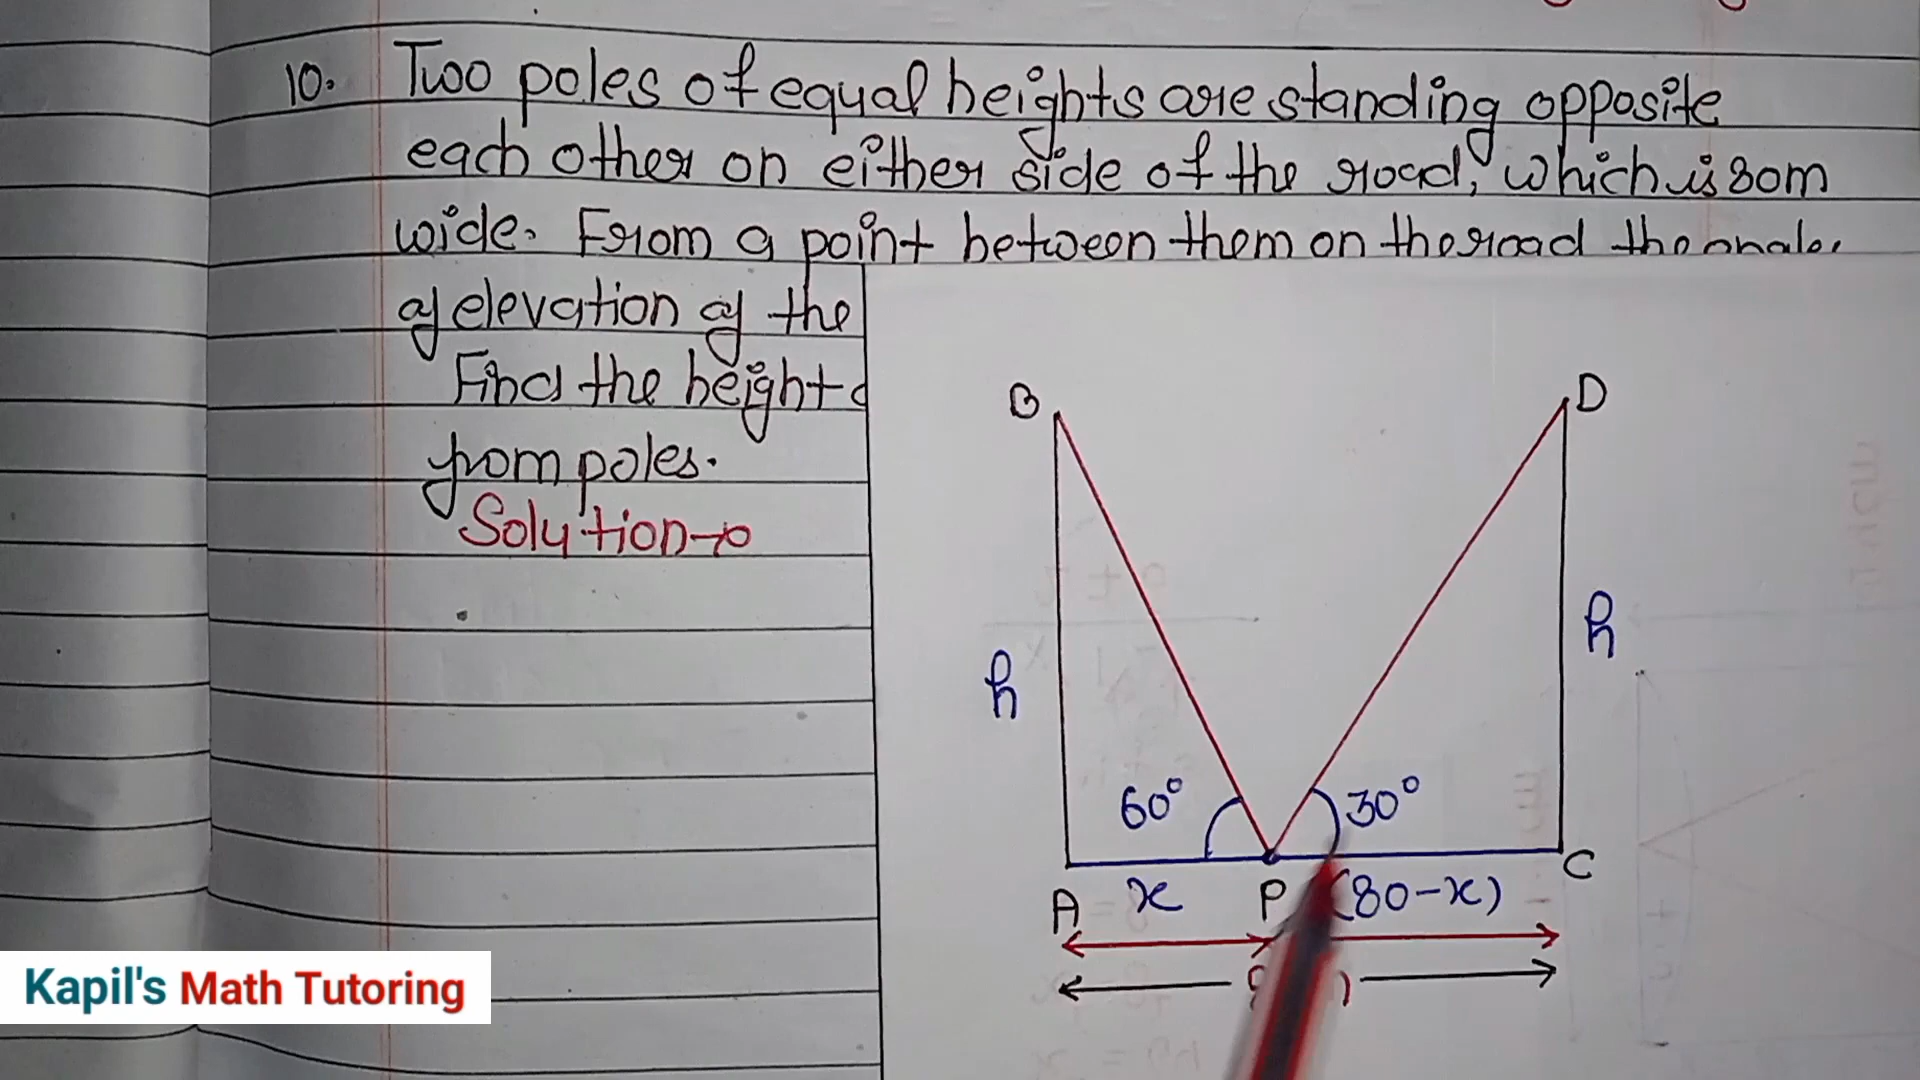 10. Two poles of equal heights are standing opposite
each other on either side of the road, which is 80m
wide. From a point between them on the road the angles
of elevation of the
Find the height
from poles.
Solution→
B
D
h
h
60°
30°
A
x
P
(80-x)
C
Kapil's Math Tutoring